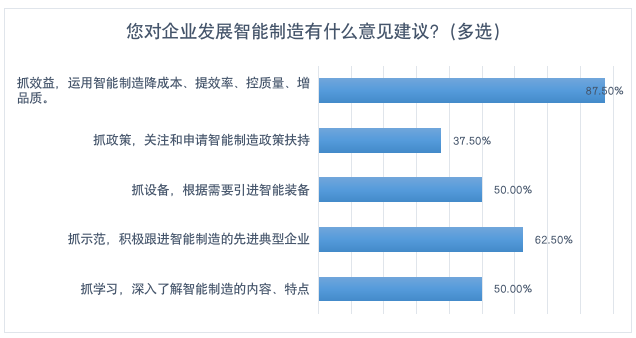 您对企业发展智能制造有什么意见建议?(多选)
抓效益，运用智能制造降成本、提效率、控质量、增
品质。
87.50%
抓政策，关注和申请智能制造政策扶持
37.50%
抓设备，根据需要引进智能装备
50.00%
抓示范，积极跟进智能制造的先进典型企业
62.50%
抓学习，深入了解智能制造的内容、特点
50.00%